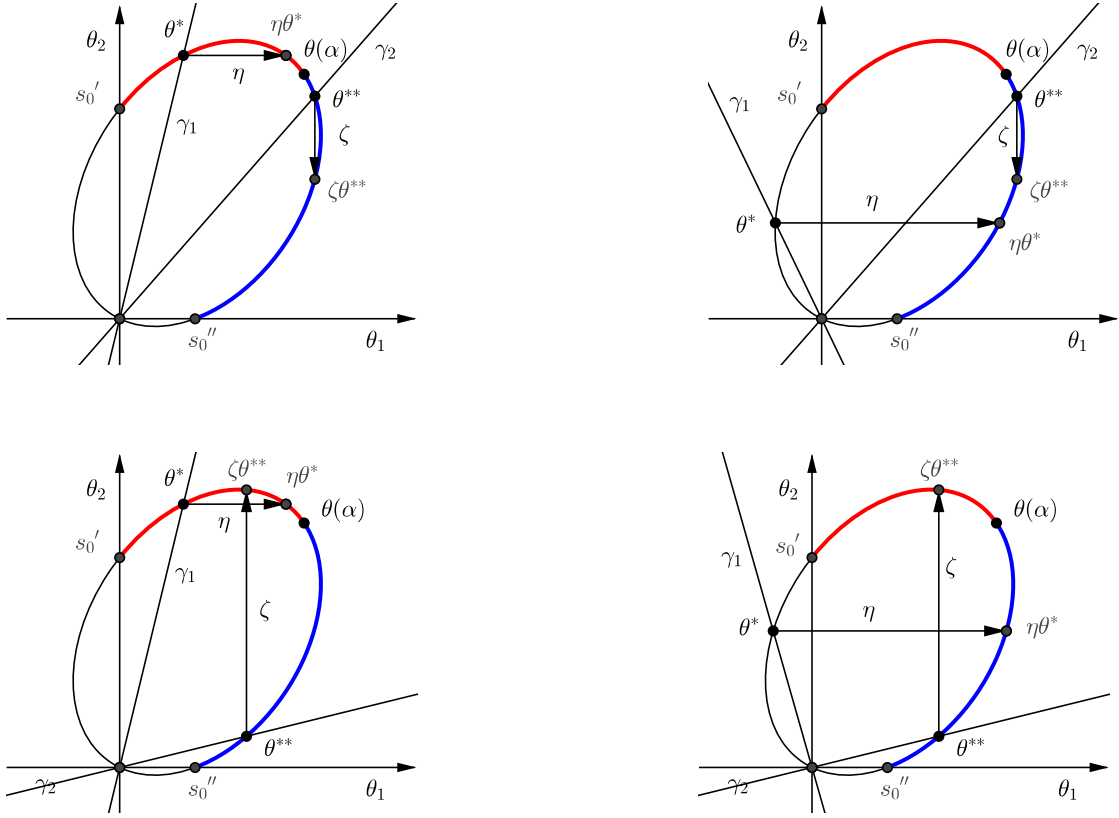 θ* ηθ*
θ₂ θ(α) γ₂
η
s₀′ θ**
γ₁ ζ
ζθ**
s₀″ θ₁
θ₂ θ(α) γ₂
s₀′ θ**
γ₁ ζ
ζθ**
η
θ* ηθ*
s₀″ θ₁
θ* ζθ** ηθ*
θ₂ θ(α)
η
s₀′
γ₁
ζ
θ**
γ₂ s₀″ θ₁
ζθ**
θ₂ θ(α)
s₀′
γ₁ ζ
θ* η ηθ*
θ**
γ₂ s₀″ θ₁